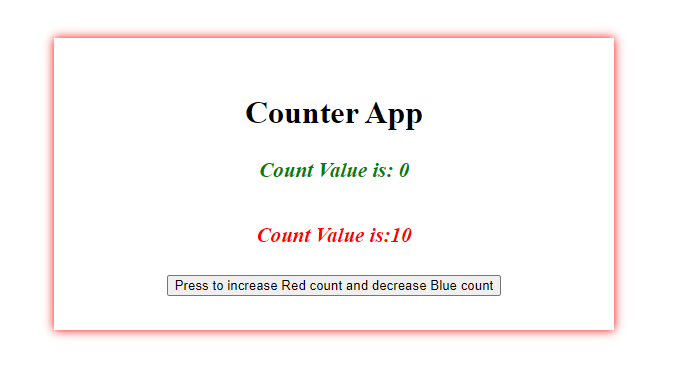 Counter App
Count Value is: 0
Count Value is:10
Press to increase Red count and decrease Blue count